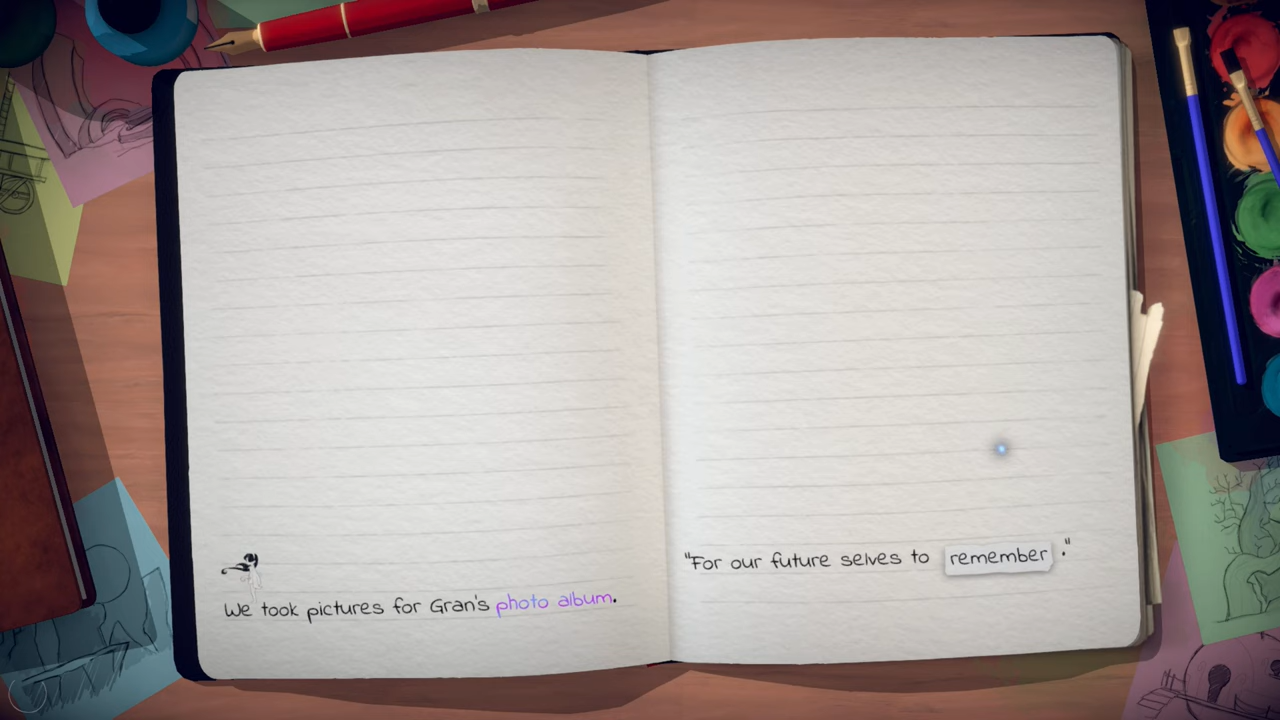 We took pictures for Gran's photo album.
"For our future selves to remember."